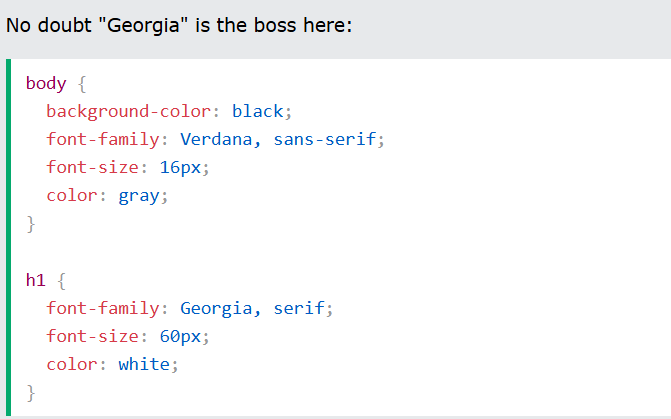 No doubt "Georgia" is the boss here:
body {
  background-color: black;
  font-family: Verdana, sans-serif;
  font-size: 16px;
  color: gray;
}

h1 {
  font-family: Georgia, serif;
  font-size: 60px;
  color: white;
}